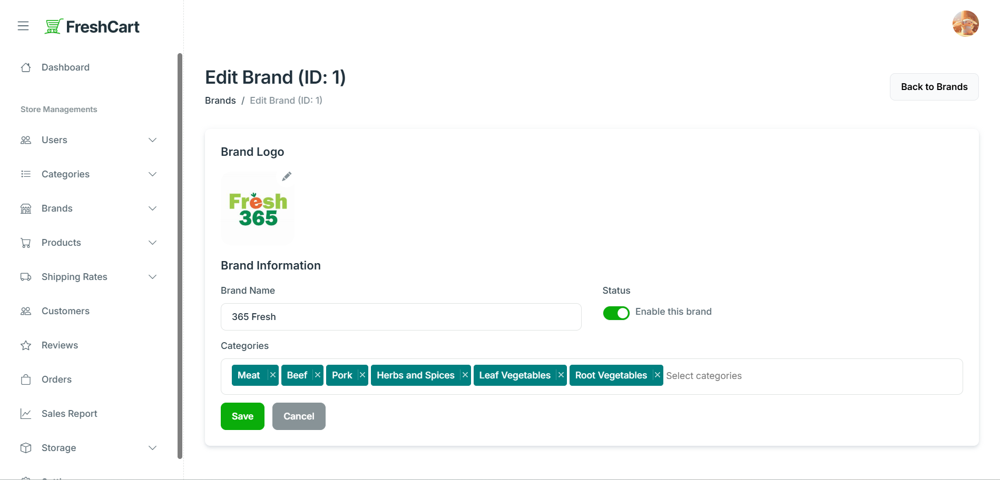 FreshCart
Dashboard
Store Managements
Users
Categories
Brands
Products
Shipping Rates
Customers
Reviews
Orders
Sales Report
Storage
Edit Brand (ID: 1)
Brands / Edit Brand (ID: 1)
Back to Brands
Brand Logo
Fresh
365
Brand Information
Brand Name
365 Fresh
Status
Enable this brand
Categories
Meat × Beef × Pork × Herbs and Spices × Leaf Vegetables × Root Vegetables × Select categories
Save Cancel